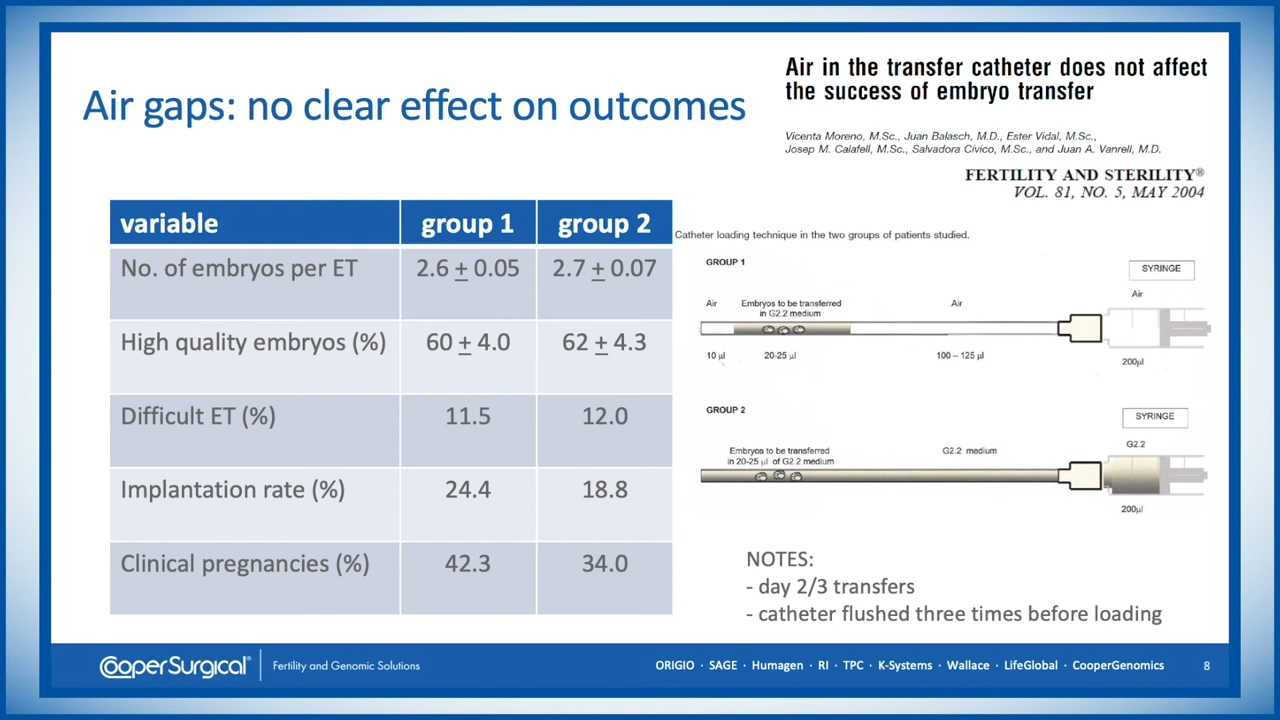 Air gaps: no clear effect on outcomes
Air in the transfer catheter does not affect
the success of embryo transfer
Vicenta Moreno, M.Sc., Juan Balasch, M.D., Ester Vidal, M.Sc.,
Josep M. Calafell, M.Sc., Salvadora Cívico, M.Sc., and Juan A. Vanrell, M.D.
FERTILITY AND STERILITY®
VOL. 81, NO. 5, MAY 2004
variable group 1 group 2
No. of embryos per ET 2.6 ± 0.05 2.7 ± 0.07
High quality embryos (%) 60 ± 4.0 62 ± 4.3
Difficult ET (%) 11.5 12.0
Implantation rate (%) 24.4 18.8
Clinical pregnancies (%) 42.3 34.0
Catheter loading technique in the two groups of patients studied.
GROUP 1
SYRINGE
Air
Air Embryos to be transferred Air
in G2.2 medium
10 µl 20-25 µl 100 – 125 µl
200µl
GROUP 2
SYRINGE
G2.2
Embryos to be transferred G2.2 medium
in 20-25 µl of G2.2 medium
200µl
NOTES:
- day 2/3 transfers
- catheter flushed three times before loading
CooperSurgical® Fertility and Genomic Solutions
ORIGIO · SAGE · Humagen · RI · TPC · K-Systems · Wallace · LifeGlobal · CooperGenomics 8